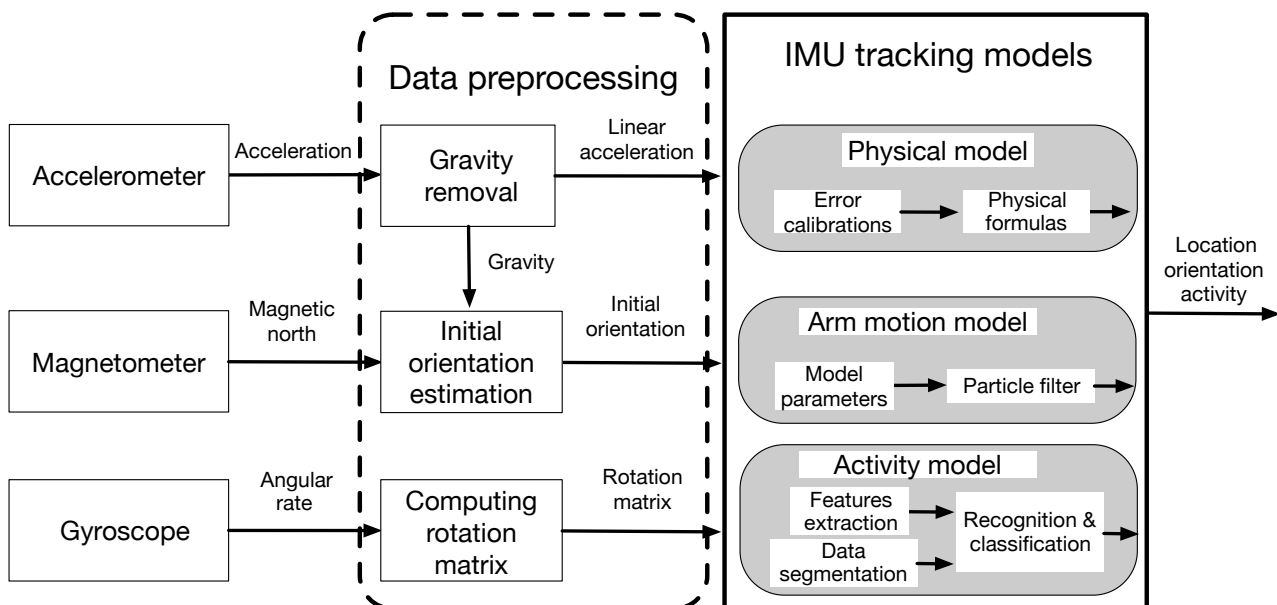 Data preprocessing
IMU tracking models
Accelerometer
Acceleration
Gravity
removal
Linear
acceleration
Gravity
Magnetometer
Magnetic
north
Initial
orientation
estimation
Initial
orientation
Gyroscope
Angular
rate
Computing
rotation
matrix
Rotation
matrix
Physical model
Error
calibrations
Physical
formulas
Arm motion model
Model
parameters
Particle filter
Activity model
Features
extraction
Data
segmentation
Recognition &
classification
Location
orientation
activity